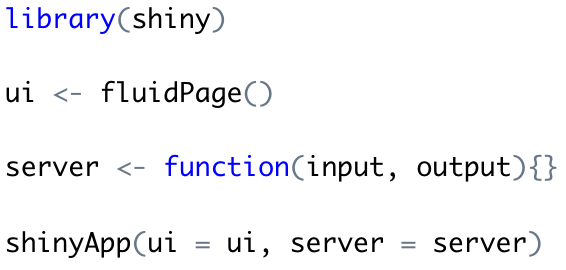 library(shiny)
ui <- fluidPage()
server <- function(input, output){}
shinyApp(ui = ui, server = server)